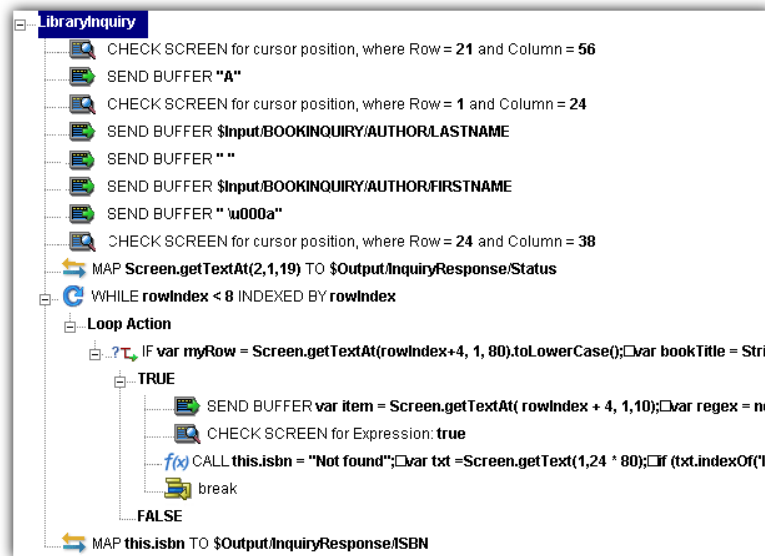 LibraryInquiry
CHECK SCREEN for cursor position, where Row = 21 and Column = 56
SEND BUFFER "A"
CHECK SCREEN for cursor position, where Row = 1 and Column = 24
SEND BUFFER $Input/BOOKINQUIRY/AUTHOR/LASTNAME
SEND BUFFER " "
SEND BUFFER $Input/BOOKINQUIRY/AUTHOR/FIRSTNAME
SEND BUFFER " \u000a"
CHECK SCREEN for cursor position, where Row = 24 and Column = 38
MAP Screen.getTextAt(2,1,19) TO $Output/InquiryResponse/Status
WHILE rowIndex < 8 INDEXED BY rowIndex
Loop Action
?T IF var myRow = Screen.getTextAt(rowIndex+4, 1, 80).toLowerCase();□var bookTitle = Stri
TRUE
SEND BUFFER var item = Screen.getTextAt( rowIndex + 4, 1,10);□var regex = ne
CHECK SCREEN for Expression: true
f(x) CALL this.isbn = "Not found";□var txt =Screen.getText(1,24 * 80);□if (txt.indexOf('I
break
FALSE
MAP this.isbn TO $Output/InquiryResponse/ISBN